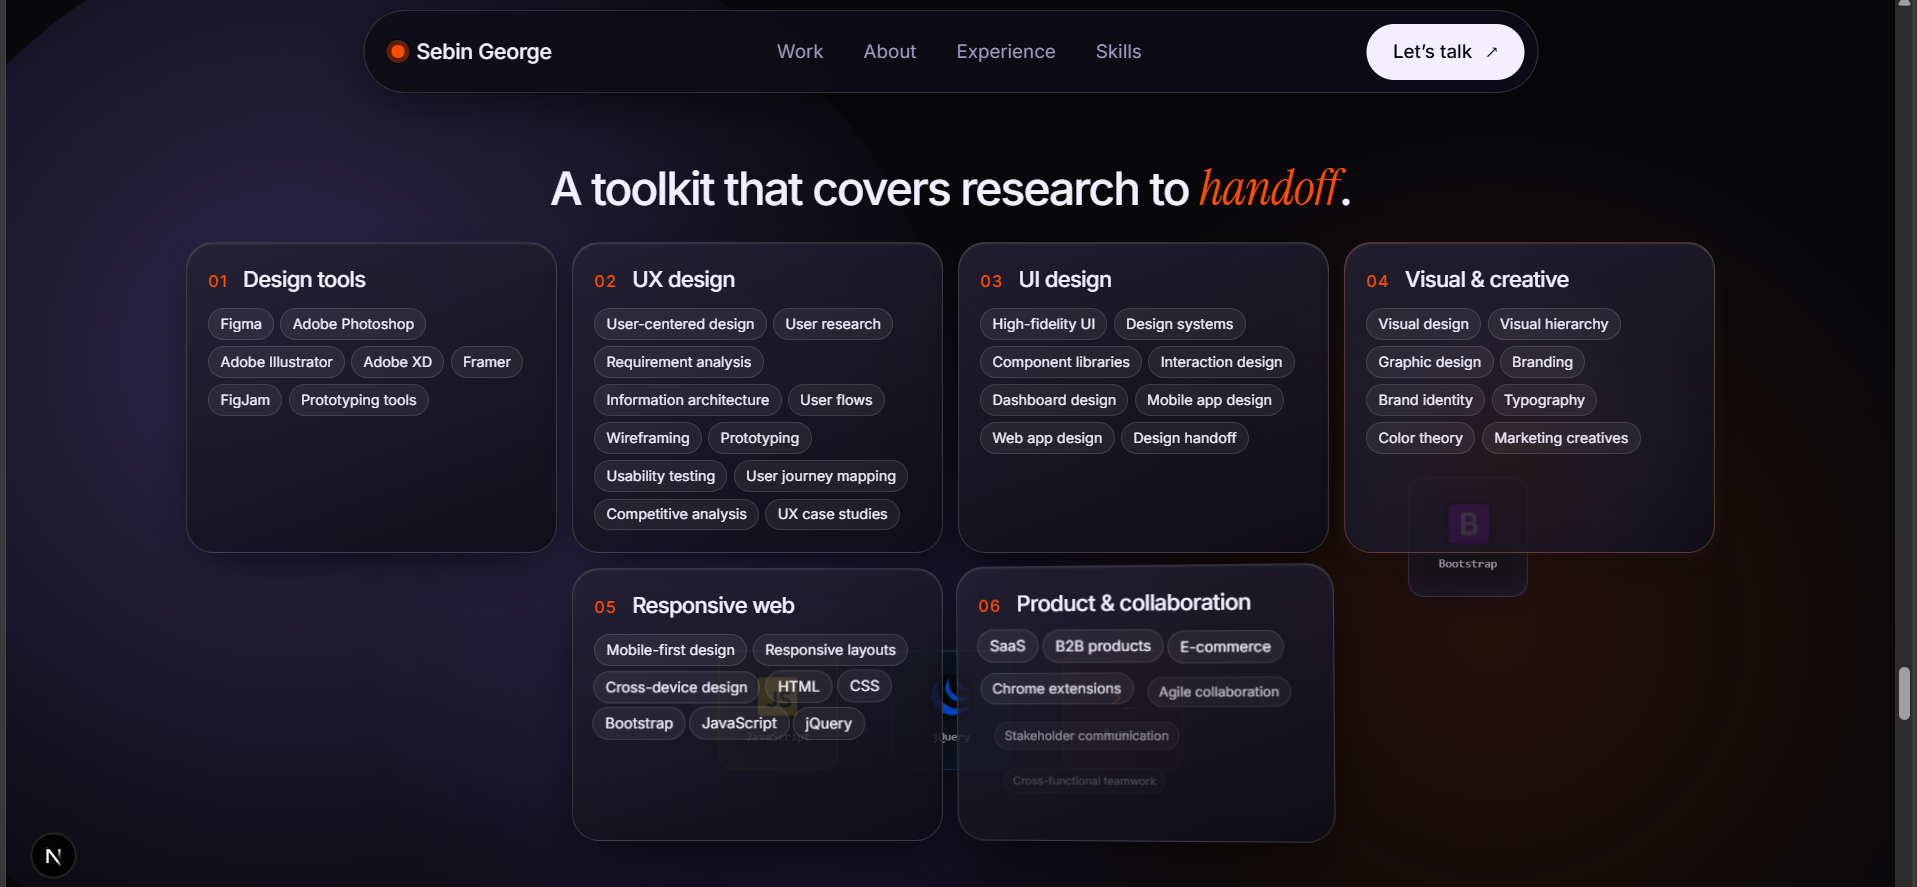 Sebin George
Work About Experience Skills
Let's talk ↗
A toolkit that covers research to handoff.
01 Design tools
Figma Adobe Photoshop
Adobe Illustrator Adobe XD Framer
FigJam Prototyping tools
02 UX design
User-centered design User research
Requirement analysis
Information architecture User flows
Wireframing Prototyping
Usability testing User journey mapping
Competitive analysis UX case studies
03 UI design
High-fidelity UI Design systems
Component libraries Interaction design
Dashboard design Mobile app design
Web app design Design handoff
04 Visual & creative
Visual design Visual hierarchy
Graphic design Branding
Brand identity Typography
Color theory Marketing creatives
B
Bootstrap
05 Responsive web
Mobile-first design Responsive layouts
Cross-device design HTML CSS
Bootstrap JavaScript jQuery
JS
JavaScript
jQuery
06 Product & collaboration
SaaS B2B products E-commerce
Chrome extensions Agile collaboration
Stakeholder communication
Cross-functional teamwork
N